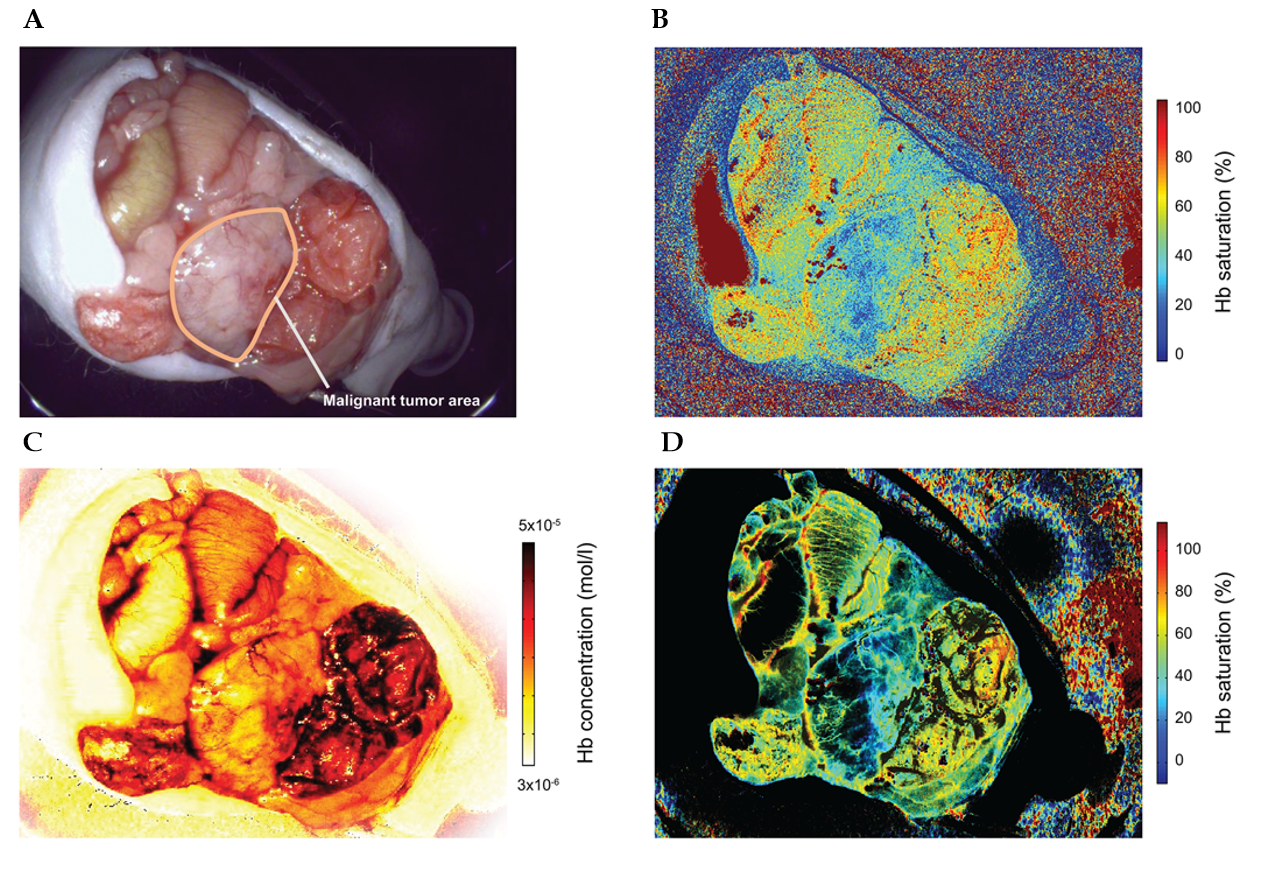 A
B
Malignant tumor area
100
80
60
40
20
0
Hb saturation (%)
C
D
5x10⁻⁵
3x10⁻⁶
Hb concentration (mol/l)
100
80
60
40
20
0
Hb saturation (%)